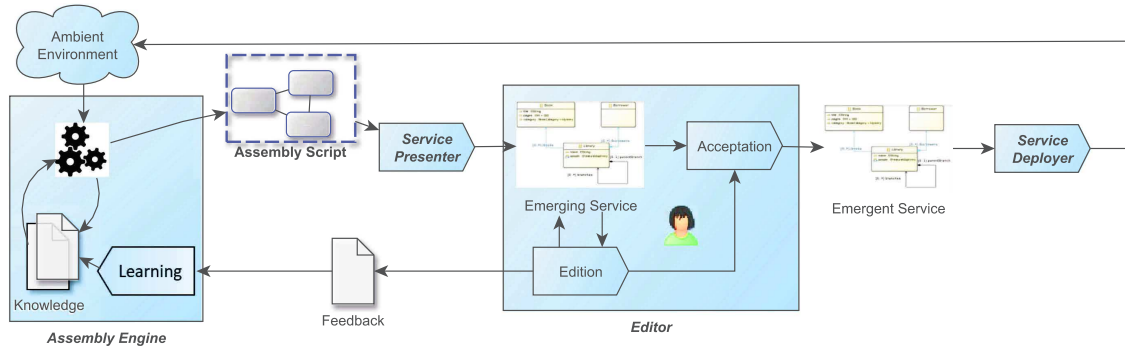 Ambient
Environment
Assembly Script
Service
Presenter
Acceptation
Service
Deployer
Emerging Service
Emergent Service
Learning
Edition
Knowledge
Feedback
Editor
Assembly Engine